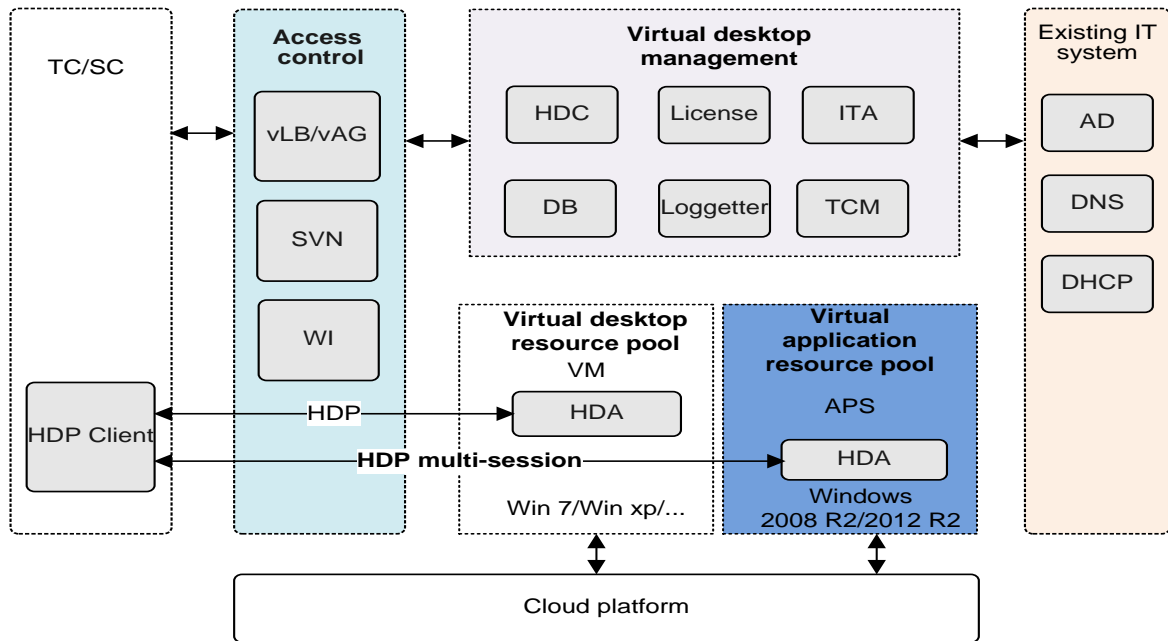 TC/SC
HDP Client
Access
control
vLB/vAG
SVN
WI
Virtual desktop
management
HDC
License
ITA
DB
Loggetter
TCM
Existing IT
system
AD
DNS
DHCP
Virtual desktop
resource pool
VM
HDA
Win 7/Win xp/...
Virtual
application
resource pool
APS
HDA
Windows
2008 R2/2012 R2
HDP
HDP multi-session
Cloud platform